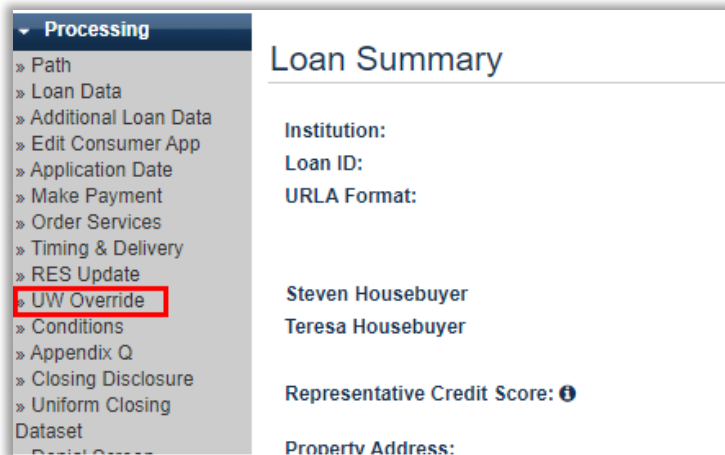 Processing
» Path
» Loan Data
» Additional Loan Data
» Edit Consumer App
» Application Date
» Make Payment
» Order Services
» Timing & Delivery
» RES Update
» UW Override
» Conditions
» Appendix Q
» Closing Disclosure
» Uniform Closing
Dataset
Loan Summary
Institution:
Loan ID:
URLA Format:
Steven Housebuyer
Teresa Housebuyer
Representative Credit Score:
Property Address: